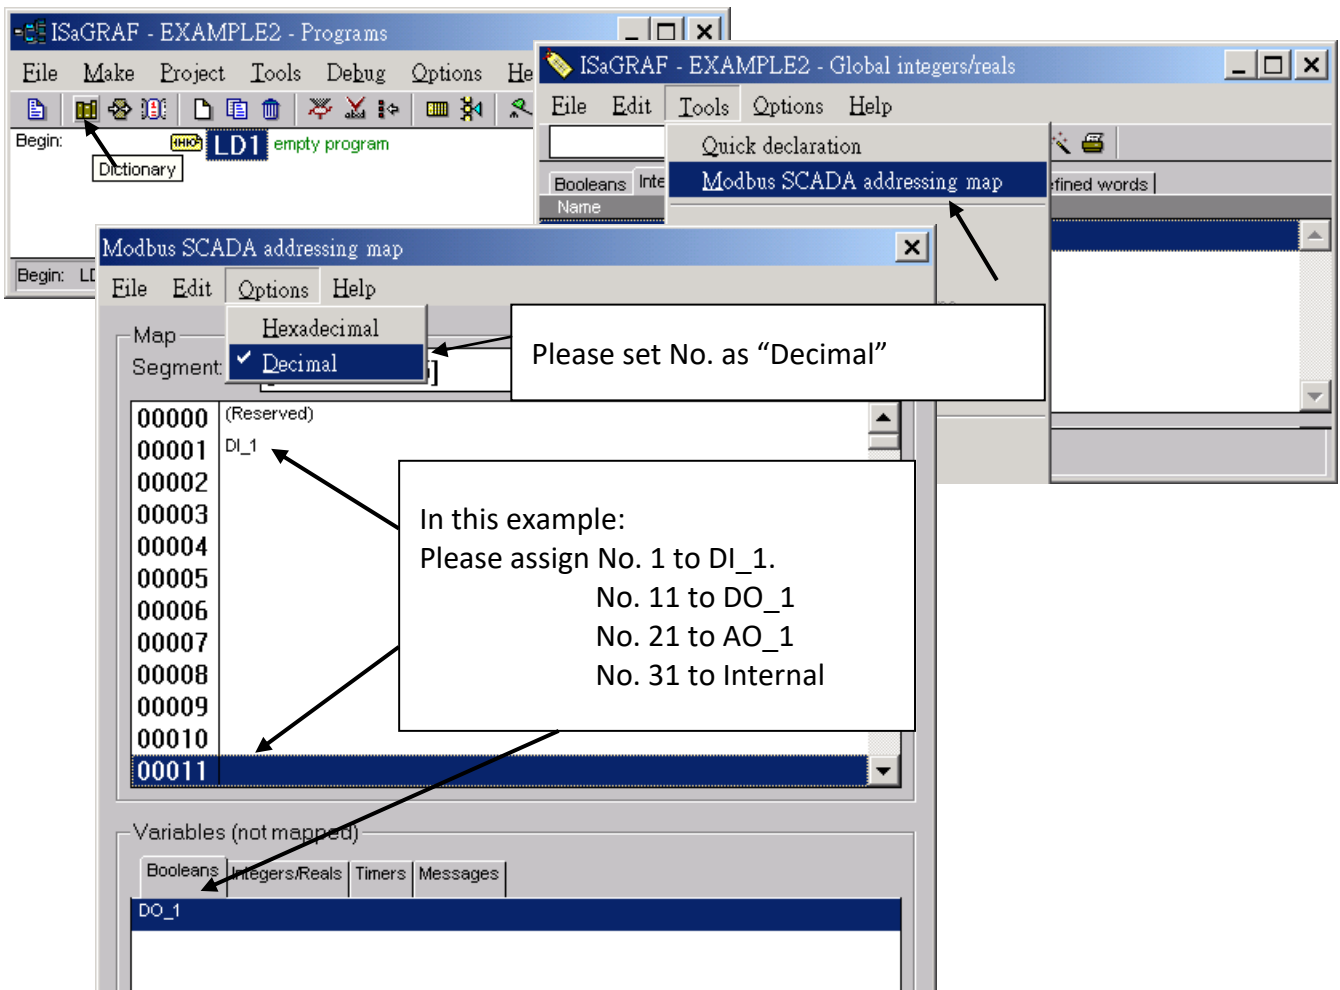 ISaGRAF - EXAMPLE2 - Programs
File Make Project Tools Debug Options He
Begin: LD1 empty program
Dictionary
Begin:
ISaGRAF - EXAMPLE2 - Global integers/reals
File Edit Tools Options Help
Quick declaration
Modbus SCADA addressing map
Booleans Inte fined words
Name
Modbus SCADA addressing map
File Edit Options Help
Hexadecimal
Decimal
Map
Segment:
Please set No. as “Decimal”
00000 (Reserved)
00001 DI_1
00002
00003
00004
00005
00006
00007
00008
00009
00010
00011
In this example:
Please assign No. 1 to DI_1.
No. 11 to DO_1
No. 21 to AO_1
No. 31 to Internal
Variables (not mapped)
Booleans Integers/Reals Timers Messages
DO_1